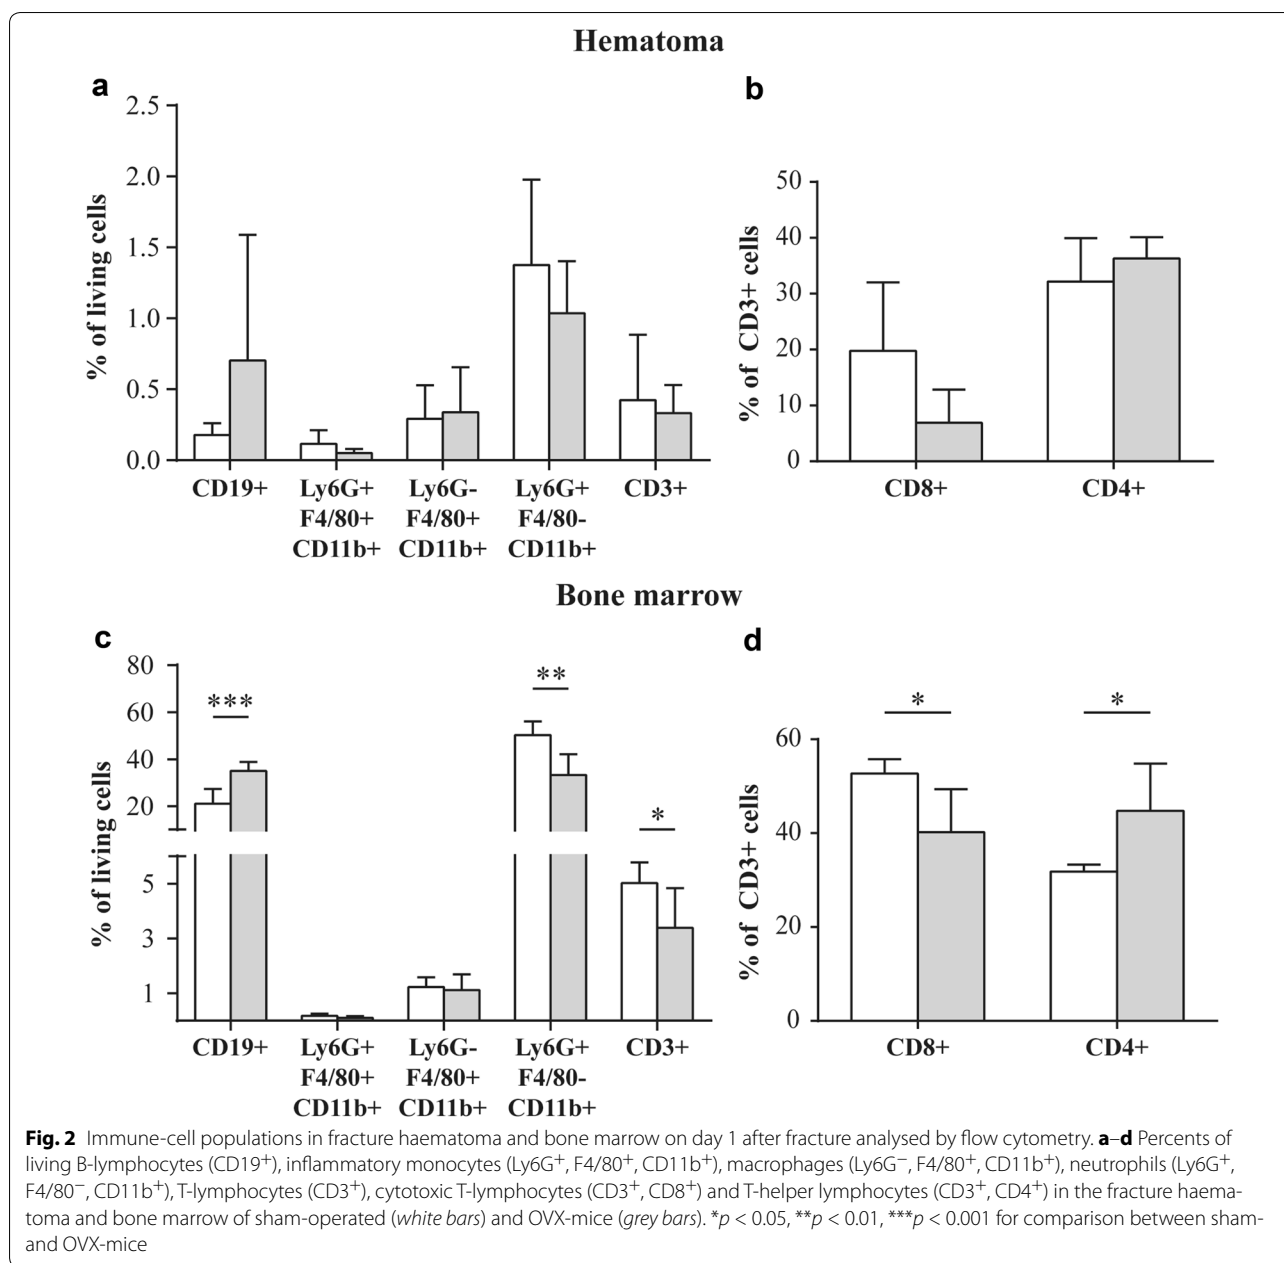 Hematoma
a
2.5
2.0
1.5
1.0
0.5
0.0
% of living cells
CD19+
Ly6G+
F4/80+
CD11b+
Ly6G-
F4/80+
CD11b+
Ly6G+
F4/80-
CD11b+
CD3+
b
50
40
30
20
10
0
% of CD3+ cells
CD8+
CD4+
Bone marrow
c
80
60
40
20
5
3
1
% of living cells
***
**
*
CD19+
Ly6G+
F4/80+
CD11b+
Ly6G-
F4/80+
CD11b+
Ly6G+
F4/80-
CD11b+
CD3+
d
60
40
20
0
% of CD3+ cells
*
*
CD8+
CD4+
Fig. 2 Immune-cell populations in fracture haematoma and bone marrow on day 1 after fracture analysed by flow cytometry. a–d Percents of
living B-lymphocytes (CD19⁺), inflammatory monocytes (Ly6G⁺, F4/80⁺, CD11b⁺), macrophages (Ly6G⁻, F4/80⁺, CD11b⁺), neutrophils (Ly6G⁺,
F4/80⁻, CD11b⁺), T-lymphocytes (CD3⁺), cytotoxic T-lymphocytes (CD3⁺, CD8⁺) and T-helper lymphocytes (CD3⁺, CD4⁺) in the fracture haema-
toma and bone marrow of sham-operated (white bars) and OVX-mice (grey bars). *p < 0.05, **p < 0.01, ***p < 0.001 for comparison between sham-
and OVX-mice